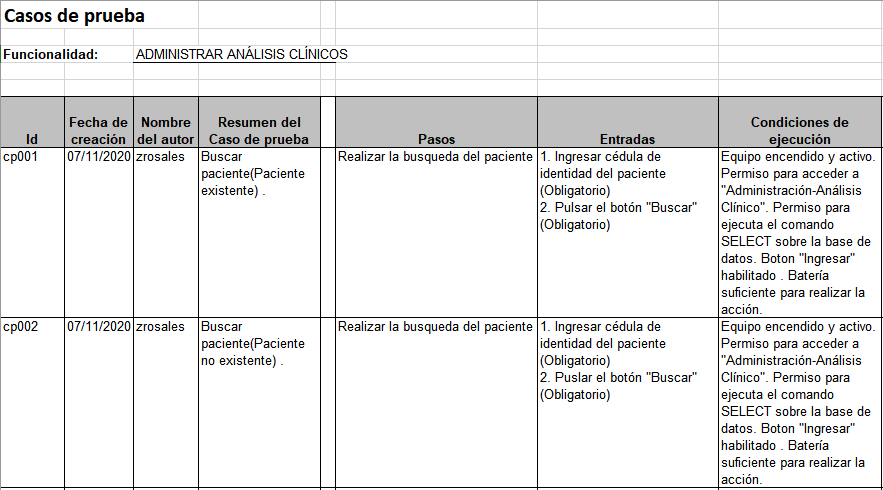 Casos de prueba
Funcionalidad: ADMINISTRAR ANÁLISIS CLÍNICOS
Id
Fecha de
creación
Nombre
del autor
Resumen del
Caso de prueba
Pasos
Entradas
Condiciones de
ejecución
cp001
07/11/2020
zrosales
Buscar
paciente(Paciente
existente) .
Realizar la busqueda del paciente
1. Ingresar cédula de
identidad del paciente
(Obligatorio)
2. Pulsar el botón "Buscar"
(Obligatorio)
Equipo encendido y activo.
Permiso para acceder a
"Administración-Análisis
Clínico". Permiso para
ejecuta el comando
SELECT sobre la base de
datos. Boton "Ingresar"
habilitado . Batería
suficiente para realizar la
acción.
cp002
07/11/2020
zrosales
Buscar
paciente(Paciente
no existente) .
Realizar la busqueda del paciente
1. Ingresar cédula de
identidad del paciente
(Obligatorio)
2. Puslar el botón "Buscar"
(Obligatorio)
Equipo encendido y activo.
Permiso para acceder a
"Administración-Análisis
Clínico". Permiso para
ejecuta el comando
SELECT sobre la base de
datos. Boton "Ingresar"
habilitado . Batería
suficiente para realizar la
acción.